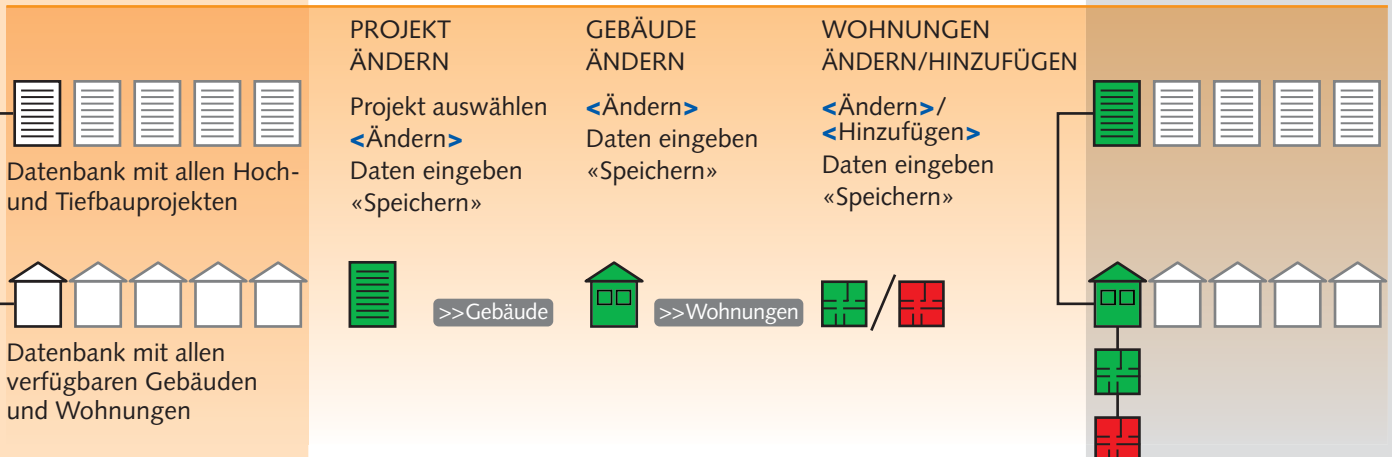 Datenbank mit allen Hoch-
und Tiefbauprojekten
Datenbank mit allen
verfügbaren Gebäuden
und Wohnungen
PROJEKT
ÄNDERN
Projekt auswählen
<Ändern>
Daten eingeben
«Speichern»
>>Gebäude
GEBÄUDE
ÄNDERN
<Ändern>
Daten eingeben
«Speichern»
>>Wohnungen
WOHNUNGEN
ÄNDERN/HINZUFÜGEN
<Ändern>/
<Hinzufügen>
Daten eingeben
«Speichern»